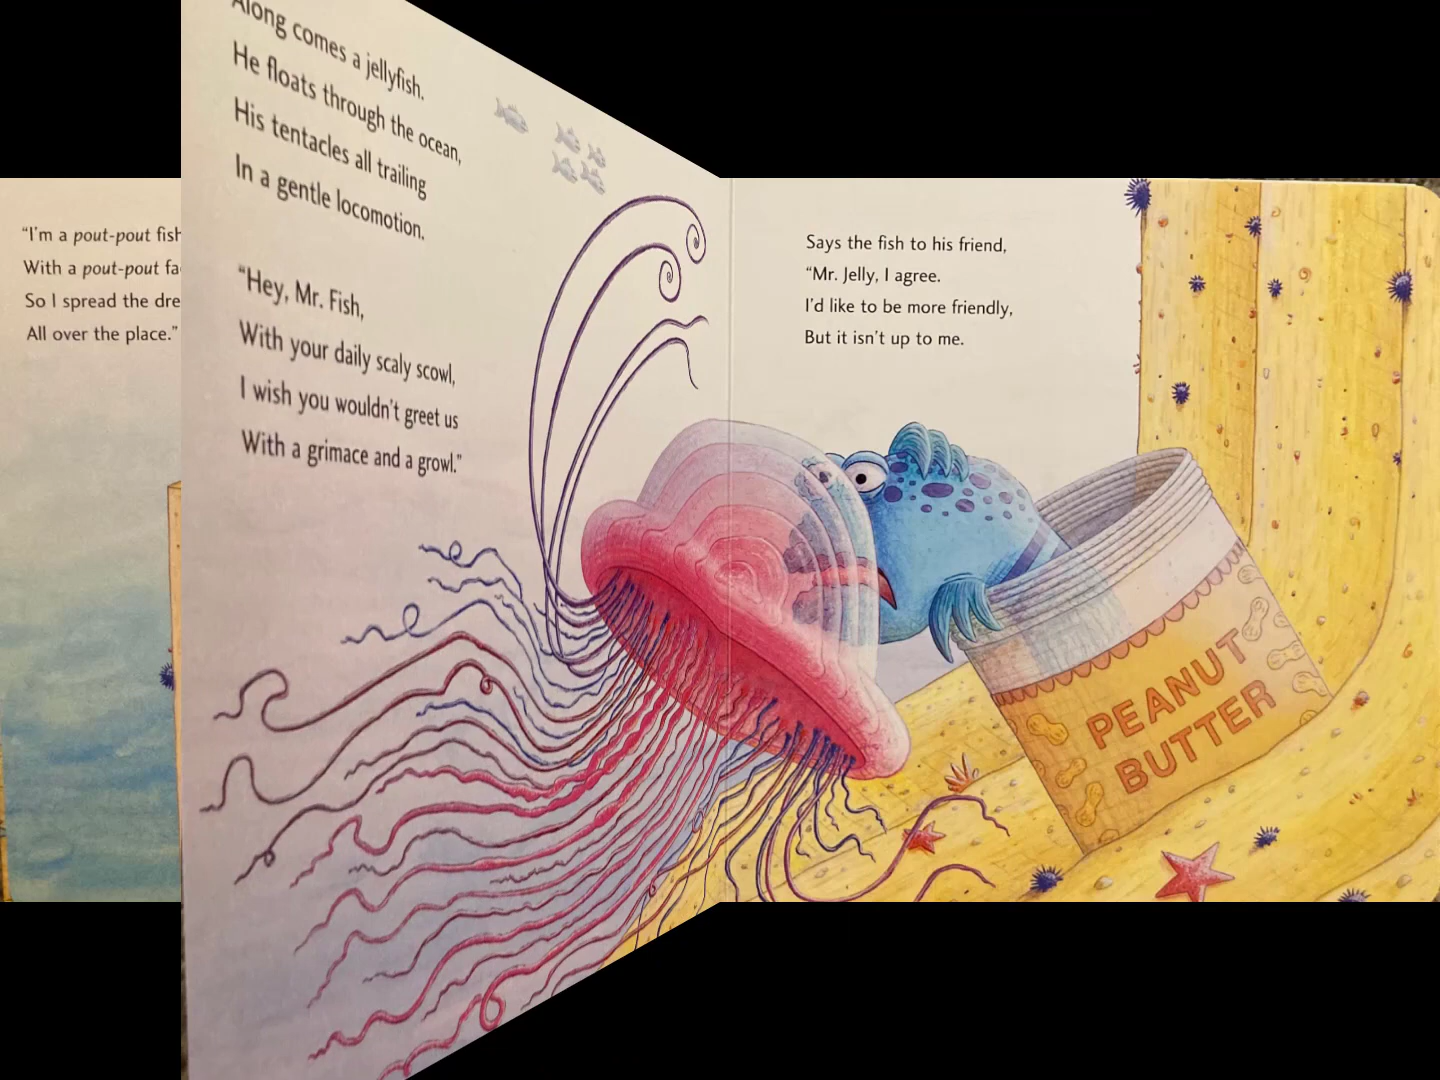 "I'm a pout-pout fish
With a pout-pout fa
So I spread the dre
All over the place."
Along comes a jellyfish.
He floats through the ocean,
His tentacles all trailing
In a gentle locomotion.
"Hey, Mr. Fish,
With your daily scaly scowl,
I wish you wouldn't greet us
With a grimace and a growl."
Says the fish to his friend,
"Mr. Jelly, I agree.
I'd like to be more friendly,
But it isn't up to me.
PEANUT
BUTTER